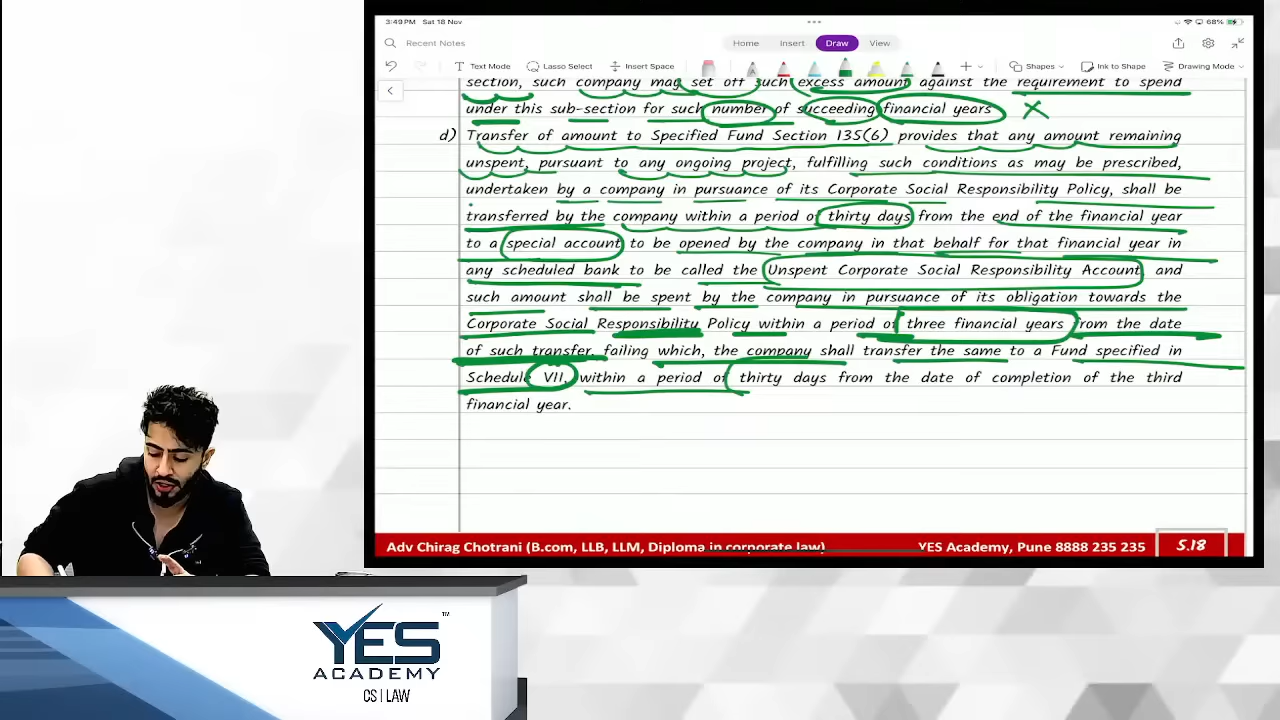 3:49PM Sat 18 Nov
68%
Recent Notes
Home Insert Draw View
Text Mode Lasso Select Insert Space Shapes Ink to Shape Drawing Mode
section, such company may set off such excess amount against the requirement to spend
under this sub-section for such number of succeeding financial years X
d) Transfer of amount to Specified Fund Section 135(6) provides that any amount remaining
unspent, pursuant to any ongoing project, fulfilling such conditions as may be prescribed,
undertaken by a company in pursuance of its Corporate Social Responsibility Policy, shall be
transferred by the company within a period of thirty days from the end of the financial year
to a special account to be opened by the company in that behalf for that financial year in
any scheduled bank to be called the Unspent Corporate Social Responsibility Account and
such amount shall be spent by the company in pursuance of its obligation towards the
Corporate Social Responsibility Policy within a period of three financial years from the date
of such transfer, failing which, the company shall transfer the same to a Fund specified in
Schedule VII, within a period of thirty days from the date of completion of the third
financial year.
Adv Chirag Chotrani (B.com, LLB, LLM, Diploma in corporate law) YES Academy, Pune 8888 235 235 5.18
YES™
ACADEMY
CS | LAW